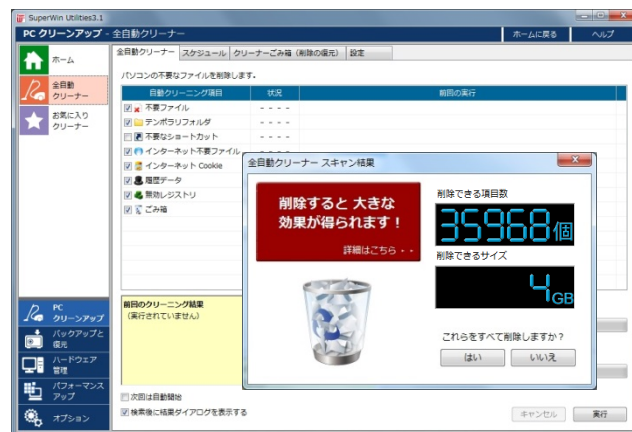 SuperWin Utilities3.1
PC クリーンアップ - 全自動クリーナー
ホームに戻る
ヘルプ
ホーム
全自動
クリーナー
お気に入り
クリーナー
全自動クリーナー
スケジュール
クリーナーごみ箱 (削除の復元)
設定
パソコンの不要なファイルを削除します。
自動クリーニング項目
状況
前回の実行
不要ファイル
- - - -
テンポラリフォルダ
- - - -
不要なショートカット
- - - -
インターネット不要ファイル
インターネット Cookie
履歴データ
無効レジストリ
ごみ箱
全自動クリーナー スキャン結果
削除すると 大きな
効果が得られます！
詳細はこちら・・
削除できる項目数
35968個
削除できるサイズ
4GB
これらをすべて削除しますか？
はい
いいえ
PC
クリーンアップ
バックアップと
復元
ハードウェア
管理
パフォーマンス
アップ
オプション
前回のクリーニング結果
(実行されていません)
次回は自動開始
検索後に結果ダイアログを表示する
キャンセル
実行